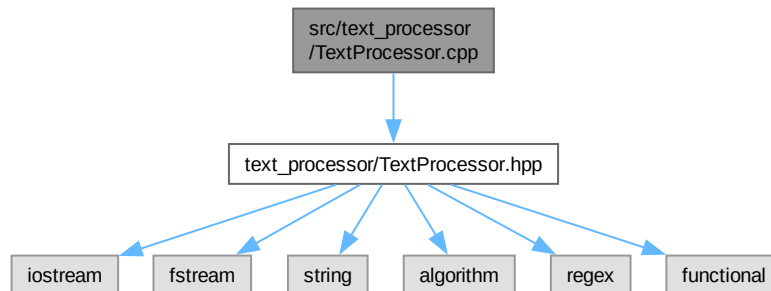 src/text_processor
/TextProcessor.cpp
text_processor/TextProcessor.hpp
iostream
fstream
string
algorithm
regex
functional